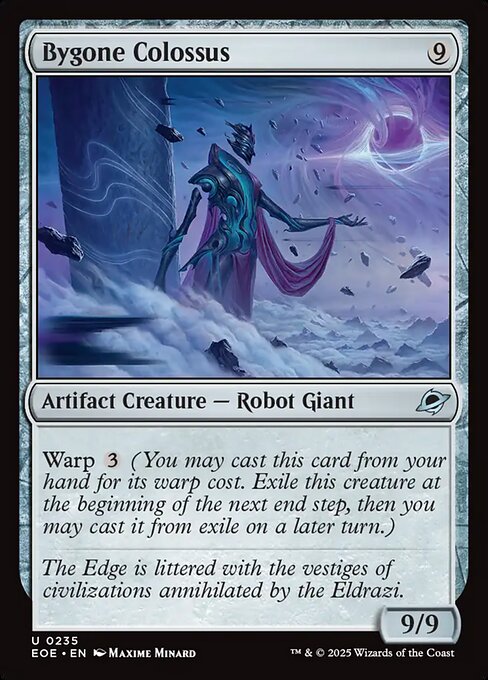 Bygone Colossus 9
Artifact Creature — Robot Giant
Warp 3 (You may cast this card from your
hand for its warp cost. Exile this creature at
the beginning of the next end step, then you
may cast it from exile on a later turn.)
The Edge is littered with the vestiges of
civilizations annihilated by the Eldrazi.
9/9
U 0235
EOE • EN Maxime Minard
™ & © 2025 Wizards of the Coast